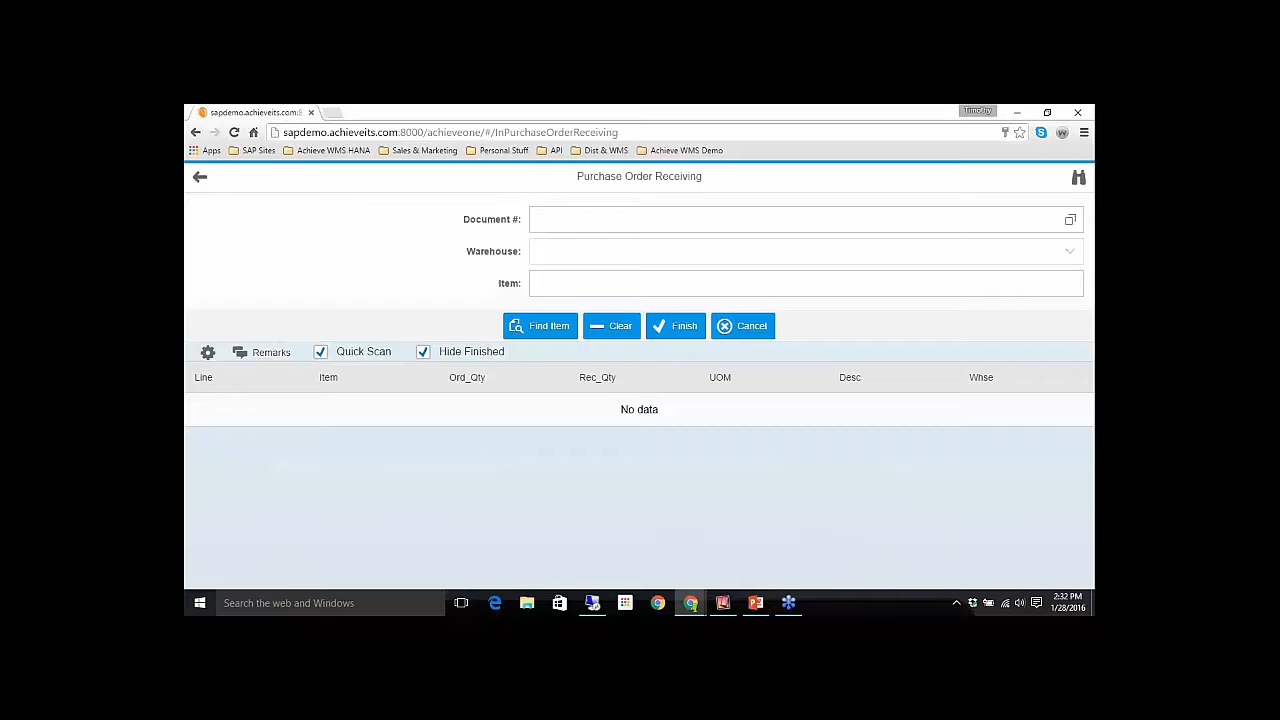 sapdemo.achieveits.com:8
Timothy
sapdemo.achieveits.com:8000/achieveone/#/InPurchaseOrderReceiving
Apps SAP Sites Achieve WMS HANA Sales & Marketing Personal Stuff API Dist & WMS Achieve WMS Demo
Purchase Order Receiving
Document #:
Warehouse:
Item:
Find Item Clear Finish Cancel
Remarks Quick Scan Hide Finished
Line Item Ord_Qty Rec_Qty UOM Desc Whse
No data
Search the web and Windows
2:32 PM
1/28/2016